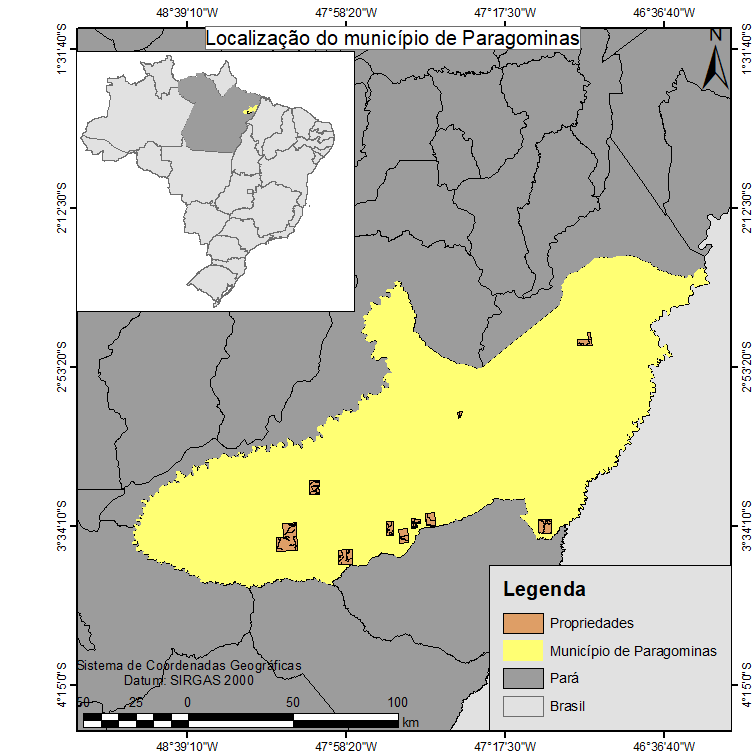 48°39'10"W 47°58'20"W 47°17'30"W 36°36'40"W
Localização do município de Paragominas
N
1°31'40"S 1°31'40"S
2°12'30"S 2°12'30"S
2°53'20"S 2°53'20"S
3°34'10"S 3°34'10"S
4°15'0"S 4°15'0"S
Legenda
Propriedades
Município de Paragominas
Pará
Brasil
Sistema de Coordenadas Geográficas
Datum: SIRGAS 2000
50 25 0 50 100
km
48°39'10"W 47°58'20"W 47°17'30"W 46°36'40"W